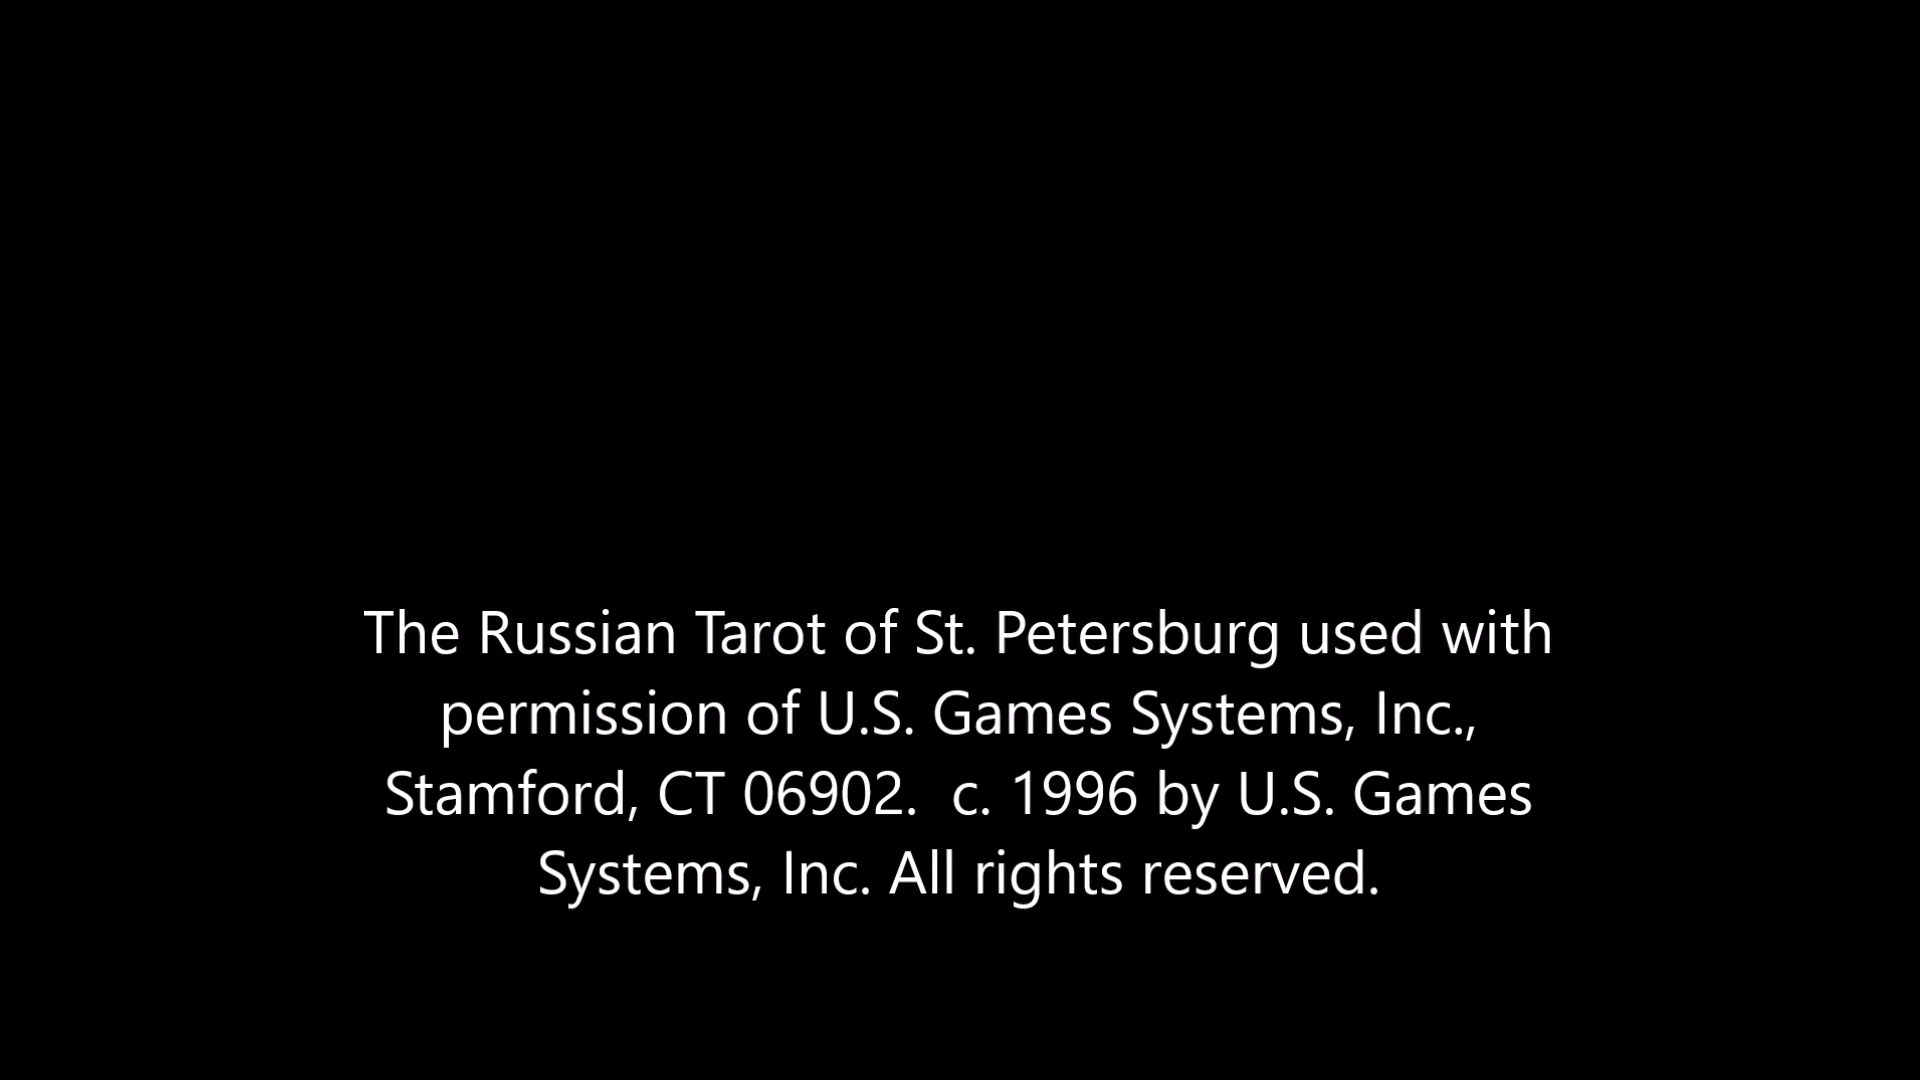 The Russian Tarot of St. Petersburg used with
permission of U.S. Games Systems, Inc.,
Stamford, CT 06902.  c. 1996 by U.S. Games
Systems, Inc. All rights reserved.